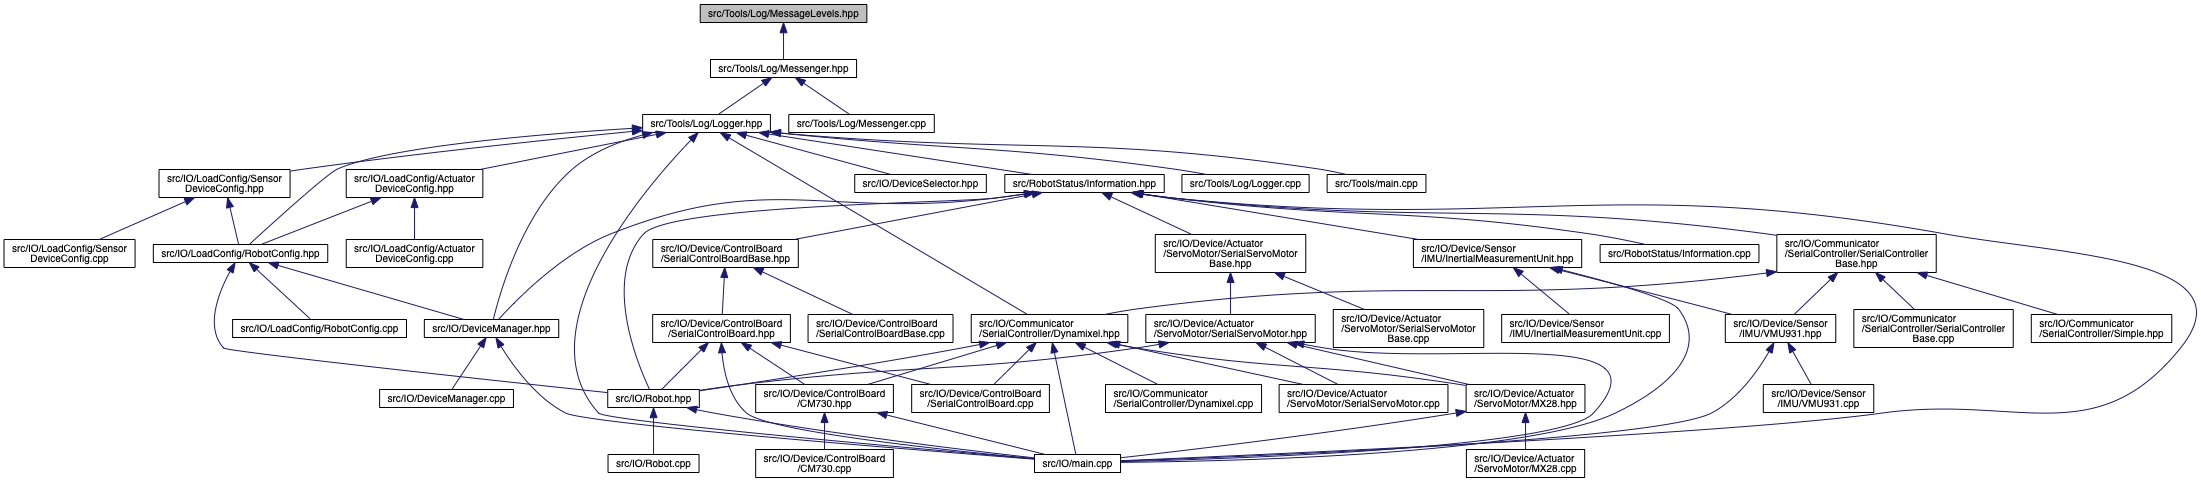 src/Tools/Log/MessageLevels.hpp
src/Tools/Log/Messenger.hpp
src/Tools/Log/Logger.hpp
src/Tools/Log/Messenger.cpp
src/IO/LoadConfig/Sensor
DeviceConfig.hpp
src/IO/LoadConfig/Actuator
DeviceConfig.hpp
src/IO/DeviceSelector.hpp
src/RobotStatus/Information.hpp
src/Tools/Log/Logger.cpp
src/Tools/main.cpp
src/IO/LoadConfig/Sensor
DeviceConfig.cpp
src/IO/LoadConfig/RobotConfig.hpp
src/IO/LoadConfig/Actuator
DeviceConfig.cpp
src/IO/Device/ControlBoard
/SerialControlBoardBase.hpp
src/IO/Device/Actuator
/ServoMotor/SerialServoMotor
Base.hpp
src/IO/Device/Sensor
/IMU/InertialMeasurementUnit.hpp
src/RobotStatus/Information.cpp
src/IO/Communicator
/SerialController/SerialController
Base.hpp
src/IO/LoadConfig/RobotConfig.cpp
src/IO/DeviceManager.hpp
src/IO/Device/ControlBoard
/SerialControlBoard.hpp
src/IO/Device/ControlBoard
/SerialControlBoardBase.cpp
src/IO/Communicator
/SerialController/Dynamixel.hpp
src/IO/Device/Actuator
/ServoMotor/SerialServoMotor.hpp
src/IO/Device/Actuator
/ServoMotor/SerialServoMotor
Base.cpp
src/IO/Device/Sensor
/IMU/InertialMeasurementUnit.cpp
src/IO/Device/Sensor
/IMU/VMU931.hpp
src/IO/Communicator
/SerialController/SerialController
Base.cpp
src/IO/Communicator
/SerialController/Simple.hpp
src/IO/DeviceManager.cpp
src/IO/Robot.hpp
src/IO/Device/ControlBoard
/CM730.hpp
src/IO/Device/ControlBoard
/SerialControlBoard.cpp
src/IO/Communicator
/SerialController/Dynamixel.cpp
src/IO/Device/Actuator
/ServoMotor/SerialServoMotor.cpp
src/IO/Device/Actuator
/ServoMotor/MX28.hpp
src/IO/Device/Sensor
/IMU/VMU931.cpp
src/IO/Robot.cpp
src/IO/Device/ControlBoard
/CM730.cpp
src/IO/main.cpp
src/IO/Device/Actuator
/ServoMotor/MX28.cpp